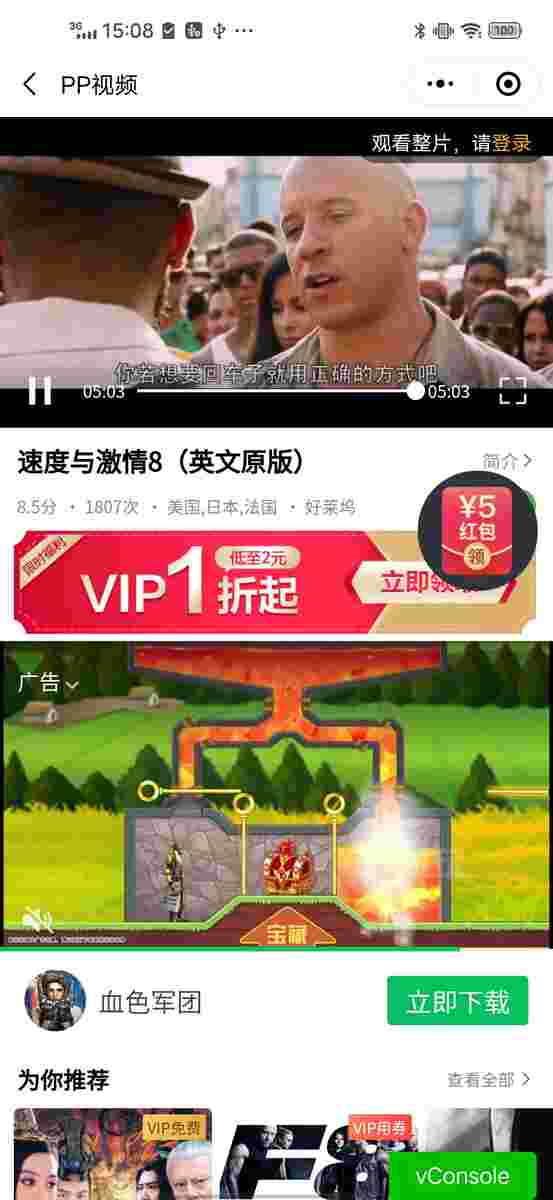 3G 15:08 100
PP视频
观看整片，请登录
你若想要回车子就用正确的方式吧
05:03 05:03
速度与激情8（英文原版）
简介
8.5分 · 1807次 · 美国,日本,法国 · 好莱坞
¥5
红包
领
限时福利
VIP1折起
低至2元
立即领
广告
宝藏
血色军团
立即下载
为你推荐
查看全部
VIP免费
VIP用券
F8
vConsole